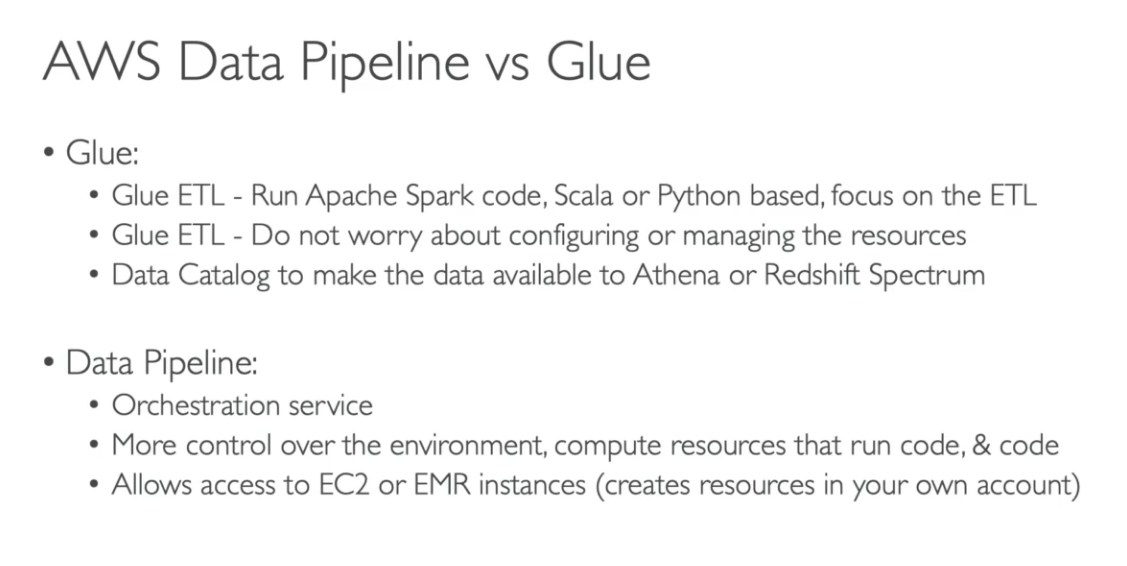 AWS Data Pipeline vs Glue
• Glue:
• Glue ETL - Run Apache Spark code, Scala or Python based, focus on the ETL
• Glue ETL - Do not worry about configuring or managing the resources
• Data Catalog to make the data available to Athena or Redshift Spectrum
• Data Pipeline:
• Orchestration service
• More control over the environment, compute resources that run code, & code
• Allows access to EC2 or EMR instances (creates resources in your own account)